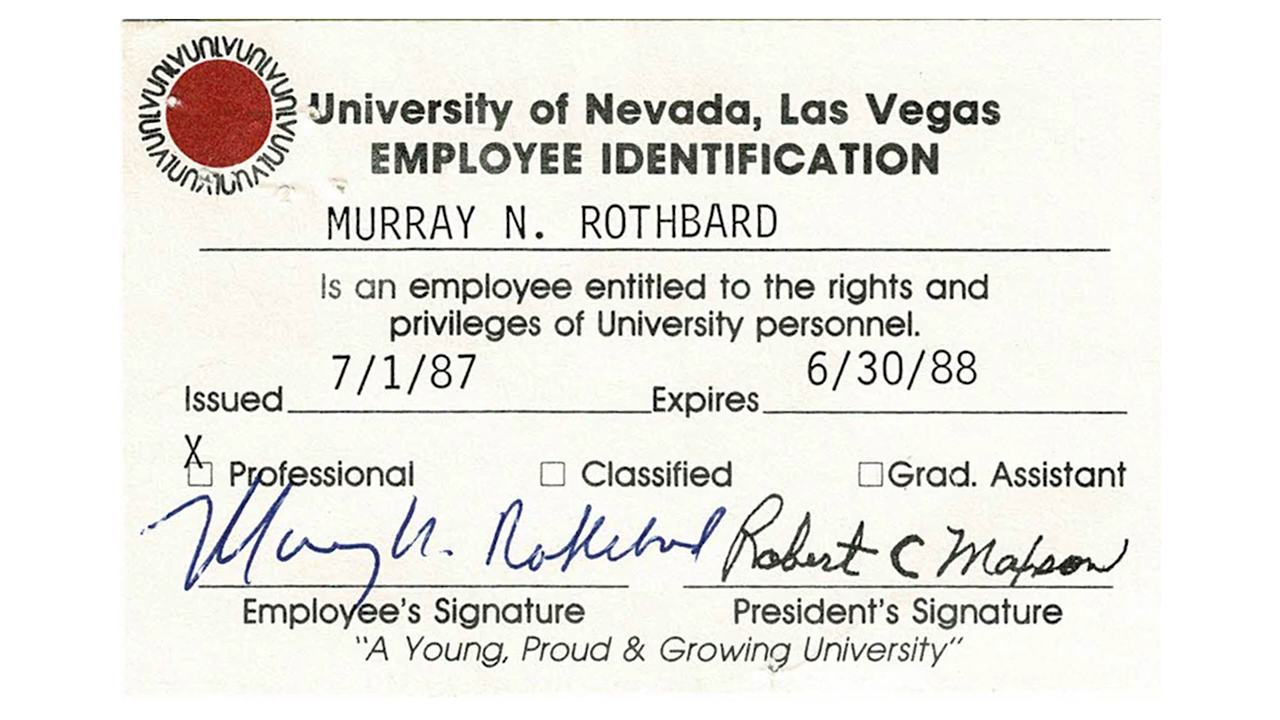 UNLVUNLVUNLVUNLVUNLVUNLVUNLVUNLV
University of Nevada, Las Vegas
EMPLOYEE IDENTIFICATION
MURRAY N. ROTHBARD
Is an employee entitled to the rights and
privileges of University personnel.
7/1/87 6/30/88
Issued Expires
X
Professional Classified Grad. Assistant
Murray N. Rothbard Robert C Maxson
Employee's Signature President's Signature
"A Young, Proud & Growing University"